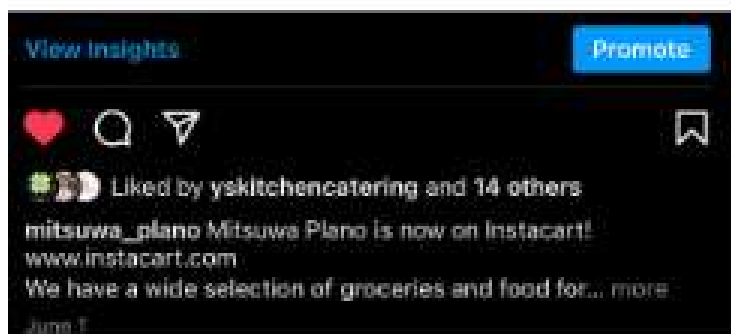 View Insights
Promote
Liked by yskitchencatering and 14 others
mitsuwa_plano Mitsuwa Plano is now on Instacart!
www.instacart.com
We have a wide selection of groceries and food for... more
June 1